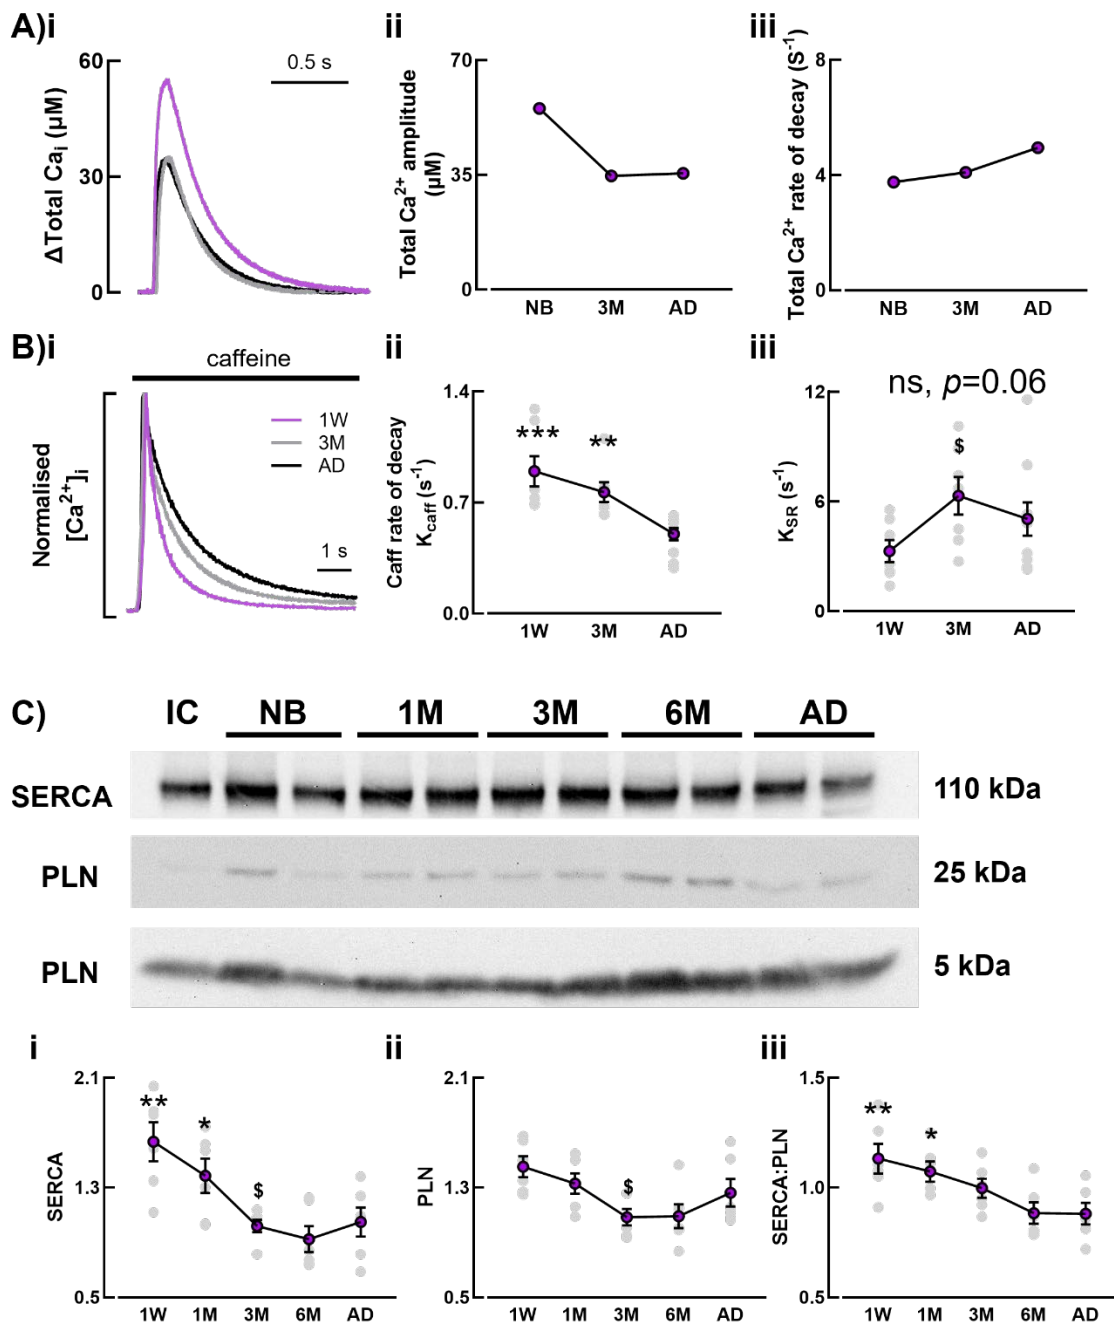 A)i
ii
iii
ΔTotal Ca i (µM)
60
30
0
0.5 s
Total Ca2+ amplitude
(µM)
70
35
0
NB 3M AD
Total Ca2+ rate of decay (S-1)
8
4
0
NB 3M AD
B)i
ii
iii
caffeine
Normalised
[Ca2+]i
1W
3M
AD
1 s
Caff rate of decay
Kcaff (s-1)
1.4
0.7
0.0
***
**
1W 3M AD
ns, p=0.06
KSR (s-1)
12
6
0
$
1W 3M AD
C)
IC NB 1M 3M 6M AD
SERCA 110 kDa
PLN 25 kDa
PLN 5 kDa
i
ii
iii
SERCA
2.1
1.3
0.5
**
*
$
1W 1M 3M 6M AD
PLN
2.1
1.3
0.5
$
1W 1M 3M 6M AD
SERCA:PLN
1.5
1.0
0.5
**
*
1W 1M 3M 6M AD